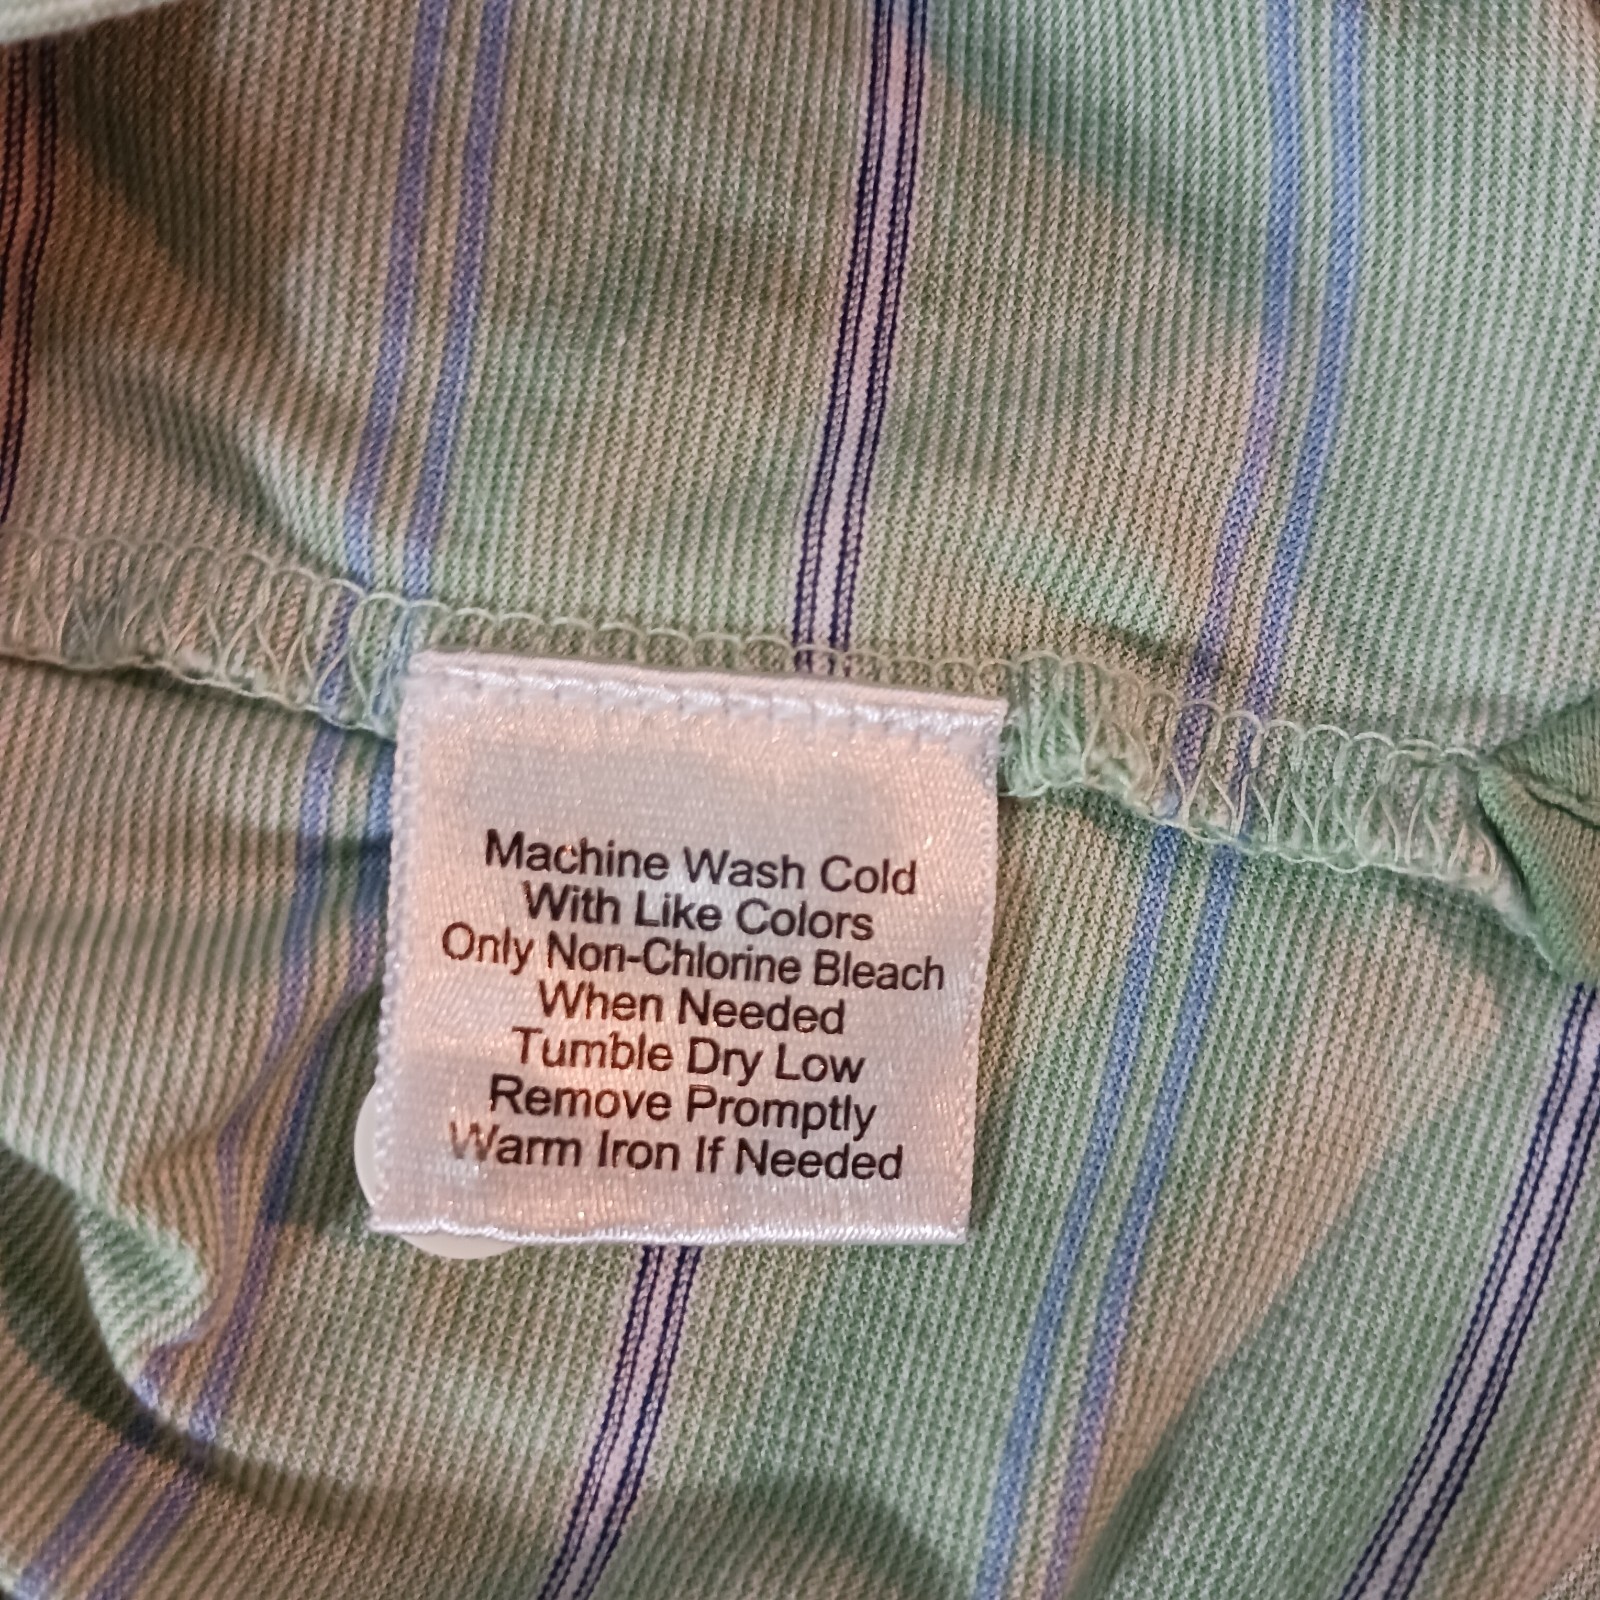 Machine Wash Cold
With Like Colors
Only Non-Chlorine Bleach
When Needed
Tumble Dry Low
Remove Promptly
Warm Iron If Needed